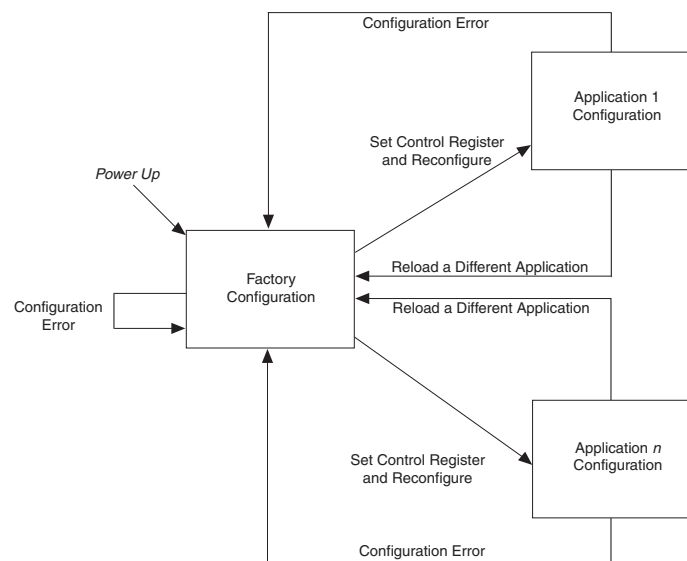 Configuration Error
Application 1
Configuration
Set Control Register
and Reconfigure
Power Up
Reload a Different Application
Factory
Configuration
Configuration
Error
Reload a Different Application
Application n
Configuration
Set Control Register
and Reconfigure
Configuration Error